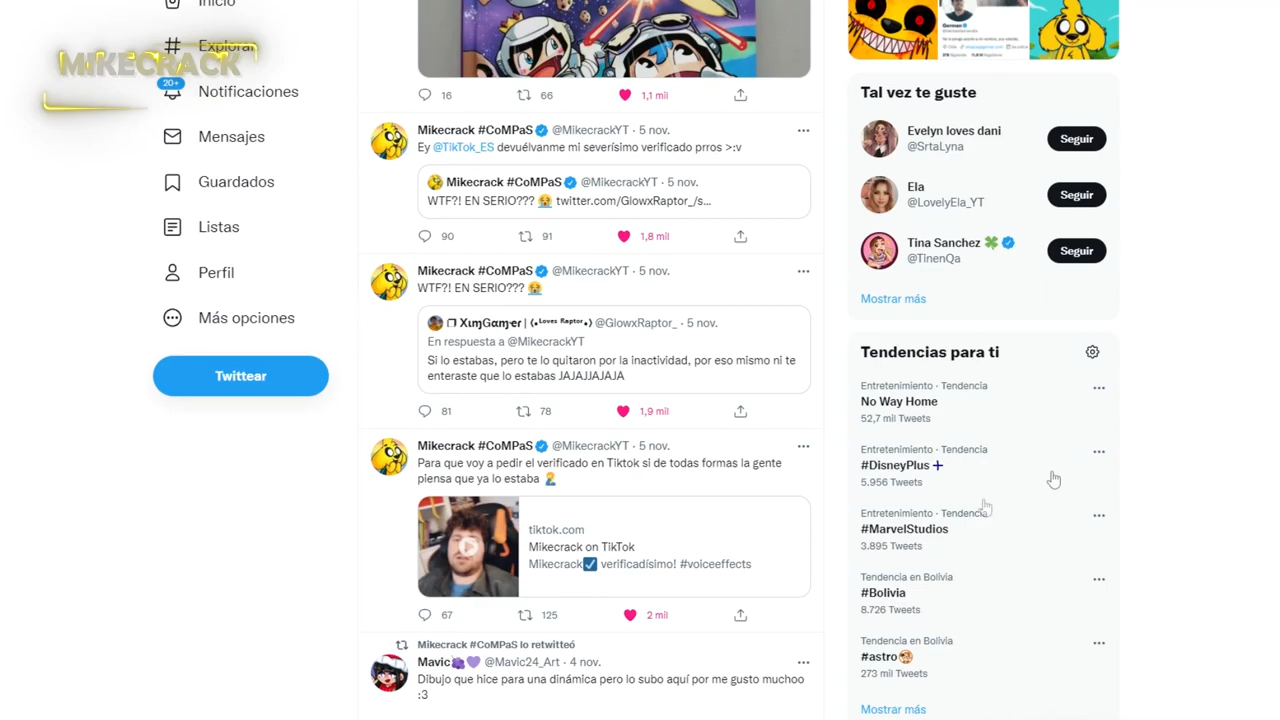 Inicio
Explorar
MIKECRACK
20+
Notificaciones
Mensajes
Guardados
Listas
Perfil
Más opciones
Twittear
16
66
1,1 mil
Mikecrack #CoMPaS @MikecrackYT · 5 nov.
Ey @TikTok_ES devuélvanme mi severísimo verificado prros >:v
Mikecrack #CoMPaS @MikecrackYT · 5 nov.
WTF?! EN SERIO??? 😭 twitter.com/GlowxRaptor_/s...
90
91
1,8 mil
Mikecrack #CoMPaS @MikecrackYT · 5 nov.
WTF?! EN SERIO??? 😭
@GlowxRaptor_ · 5 nov.
En respuesta a @MikecrackYT
Si lo estabas, pero te lo quitaron por la inactividad, por eso mismo ni te
enteraste que lo estabas JAJAJJAJAJA
81
78
1,9 mil
Mikecrack #CoMPaS @MikecrackYT · 5 nov.
Para que voy a pedir el verificado en Tiktok si de todas formas la gente
piensa que ya lo estaba 🤦‍♂️
tiktok.com
Mikecrack on TikTok
Mikecrack☑️ verificadísimo! #voiceeffects
67
125
2 mil
Mikecrack #CoMPaS lo retwitteó
Mavic🍇💜 @Mavic24_Art · 4 nov.
Dibujo que hice para una dinámica pero lo subo aquí por me gusto muchoo
:3
German
Tal vez te guste
Evelyn loves dani
@SrtaLyna
Seguir
Ela
@LovelyEla_YT
Seguir
Tina Sanchez 🍀
@TinenQa
Seguir
Mostrar más
Tendencias para ti
Entretenimiento · Tendencia
No Way Home
52,7 mil Tweets
Entretenimiento · Tendencia
#DisneyPlus
5.956 Tweets
Entretenimiento · Tendencia
#MarvelStudios
3.895 Tweets
Tendencia en Bolivia
#Bolivia
8.726 Tweets
Tendencia en Bolivia
#astro
273 mil Tweets
Mostrar más